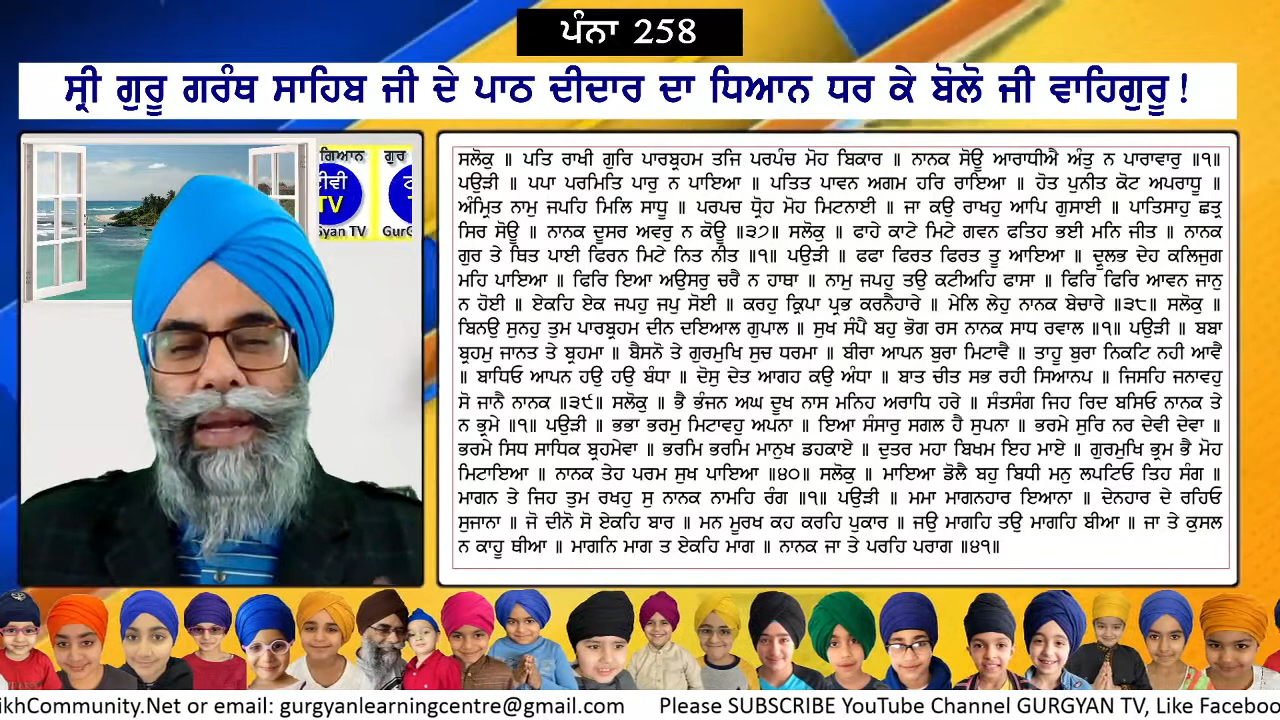 ਪੰਨਾ 258
ਸ੍ਰੀ ਗੁਰੂ ਗਰੰਥ ਸਾਹਿਬ ਜੀ ਦੇ ਪਾਠ ਦੀਦਾਰ ਦਾ ਧਿਆਨ ਧਰ ਕੇ ਬੋਲੋ ਜੀ ਵਾਹਿਗੁਰੂ!
ਗਿਆਨ ਗੁਰ
ਟੀਵੀ
TV
Gyan TV GurG
ਸਲੋਕੁ ॥ ਪਤਿ ਰਾਖੀ ਗੁਰਿ ਪਾਰਬ੍ਰਹਮ ਤਜਿ ਪਰਪੰਚ ਮੋਹ ਬਿਕਾਰ ॥ ਨਾਨਕ ਸੋਊ ਆਰਾਧੀਐ ਅੰਤੁ ਨ ਪਾਰਾਵਾਰੁ ॥੧॥
ਪਉੜੀ ॥ ਪਪਾ ਪਰਮਿਤਿ ਪਾਰੁ ਨ ਪਾਇਆ ॥ ਪਤਿਤ ਪਾਵਨ ਅਗਮ ਹਰਿ ਰਾਇਆ ॥ ਹੋਤ ਪੁਨੀਤ ਕੋਟ ਅਪਰਾਧੂ ॥
ਅੰਮ੍ਰਿਤ ਨਾਮੁ ਜਪਹਿ ਮਿਲਿ ਸਾਧੂ ॥ ਪਰਪਚ ਧ੍ਰੋਹ ਮੋਹ ਮਿਟਨਾਈ ॥ ਜਾ ਕਉ ਰਾਖਹੁ ਆਪਿ ਗੁਸਾਈ ॥ ਪਾਤਿਸਾਹੁ ਛਤ੍ਰ
ਸਿਰ ਸੋਊ ॥ ਨਾਨਕ ਦੂਸਰ ਅਵਰੁ ਨ ਕੋਊ ॥੩੭॥ ਸਲੋਕੁ ॥ ਫਾਹੇ ਕਾਟੇ ਮਿਟੇ ਗਵਨ ਫਤਿਹ ਭਈ ਮਨਿ ਜੀਤ ॥ ਨਾਨਕ
ਗੁਰ ਤੇ ਥਿਤ ਪਾਈ ਫਿਰਨ ਮਿਟੇ ਨਿਤ ਨੀਤ ॥੧॥ ਪਉੜੀ ॥ ਫਫਾ ਫਿਰਤ ਫਿਰਤ ਤੂ ਆਇਆ ॥ ਦ੍ਰੁਲਭ ਦੇਹ ਕਲਿਜੁਗ
ਮਹਿ ਪਾਇਆ ॥ ਫਿਰਿ ਇਆ ਅਉਸਰੁ ਚਰੈ ਨ ਹਾਥਾ ॥ ਨਾਮੁ ਜਪਹੁ ਤਉ ਕਟੀਅਹਿ ਫਾਸਾ ॥ ਫਿਰਿ ਫਿਰਿ ਆਵਨ ਜਾਨੁ
ਨ ਹੋਈ ॥ ਏਕਹਿ ਏਕ ਜਪਹੁ ਜਪੁ ਸੋਈ ॥ ਕਰਹੁ ਕ੍ਰਿਪਾ ਪ੍ਰਭ ਕਰਨੈਹਾਰੇ ॥ ਮੇਲਿ ਲੇਹੁ ਨਾਨਕ ਬੇਚਾਰੇ ॥੩੮॥ ਸਲੋਕੁ ॥
ਬਿਨਉ ਸੁਨਹੁ ਤੁਮ ਪਾਰਬ੍ਰਹਮ ਦੀਨ ਦਇਆਲ ਗੁਪਾਲ ॥ ਸੁਖ ਸੰਪੈ ਬਹੁ ਭੋਗ ਰਸ ਨਾਨਕ ਸਾਧ ਰਵਾਲ ॥੧॥ ਪਉੜੀ ॥ ਬਬਾ
ਬ੍ਰਹਮੁ ਜਾਨਤ ਤੇ ਬ੍ਰਹਮਾ ॥ ਬੈਸਨੋ ਤੇ ਗੁਰਮੁਖਿ ਸੁਚ ਧਰਮਾ ॥ ਬੀਰਾ ਆਪਨ ਬੁਰਾ ਮਿਟਾਵੈ ॥ ਤਾਹੂ ਬੁਰਾ ਨਿਕਟਿ ਨਹੀ ਆਵੈ
॥ ਬਾਧਿਓ ਆਪਨ ਹਉ ਹਉ ਬੰਧਾ ॥ ਦੋਸੁ ਦੇਤ ਆਗਹ ਕਉ ਅੰਧਾ ॥ ਬਾਤ ਚੀਤ ਸਭ ਰਹੀ ਸਿਆਨਪ ॥ ਜਿਸਹਿ ਜਨਾਵਹੁ
ਸੋ ਜਾਨੈ ਨਾਨਕ ॥੩੯॥ ਸਲੋਕੁ ॥ ਭੈ ਭੰਜਨ ਅਘ ਦੂਖ ਨਾਸ ਮਨਿਹ ਅਰਾਧਿ ਹਰੇ ॥ ਸੰਤਸੰਗ ਜਿਹ ਰਿਦ ਬਸਿਓ ਨਾਨਕ ਤੇ
ਨ ਭ੍ਰਮੇ ॥੧॥ ਪਉੜੀ ॥ ਭਭਾ ਭਰਮੁ ਮਿਟਾਵਹੁ ਅਪਨਾ ॥ ਇਆ ਸੰਸਾਰੁ ਸਗਲ ਹੈ ਸੁਪਨਾ ॥ ਭਰਮੇ ਸੁਰਿ ਨਰ ਦੇਵੀ ਦੇਵਾ ॥
ਭਰਮੇ ਸਿਧ ਸਾਧਿਕ ਬ੍ਰਹਮੇਵਾ ॥ ਭਰਮਿ ਭਰਮਿ ਮਾਨੁਖ ਡਹਕਾਏ ॥ ਦੁਤਰ ਮਹਾ ਬਿਖਮ ਇਹ ਮਾਏ ॥ ਗੁਰਮੁਖਿ ਭ੍ਰਮ ਭੈ ਮੋਹ
ਮਿਟਾਇਆ ॥ ਨਾਨਕ ਤੇਹ ਪਰਮ ਸੁਖ ਪਾਇਆ ॥੪੦॥ ਸਲੋਕੁ ॥ ਮਾਇਆ ਡੋਲੈ ਬਹੁ ਬਿਧੀ ਮਨੁ ਲਪਟਿਓ ਤਿਹ ਸੰਗ ॥
ਮਾਗਨ ਤੇ ਜਿਹ ਤੁਮ ਰਖਹੁ ਸੁ ਨਾਨਕ ਨਾਮਹਿ ਰੰਗ ॥੧॥ ਪਉੜੀ ॥ ਮਮਾ ਮਾਗਨਹਾਰ ਇਆਨਾ ॥ ਦੇਨਹਾਰ ਦੇ ਰਹਿਓ
ਸੁਜਾਨਾ ॥ ਜੋ ਦੀਨੋ ਸੋ ਏਕਹਿ ਬਾਰ ॥ ਮਨ ਮੂਰਖ ਕਹ ਕਰਹਿ ਪੁਕਾਰ ॥ ਜਉ ਮਾਗਹਿ ਤਉ ਮਾਗਹਿ ਬੀਆ ॥ ਜਾ ਤੇ ਕੁਸਲ
ਨ ਕਾਹੂ ਥੀਆ ॥ ਮਾਗਨਿ ਮਾਗ ਤ ਏਕਹਿ ਮਾਗ ॥ ਨਾਨਕ ਜਾ ਤੇ ਪਰਹਿ ਪਰਾਗ ॥੪੧॥
ikhCommunity.Net or email: gurgyanlearningcentre@gmail.com Please SUBSCRIBE YouTube Channel GURGYAN TV, Like Facebo